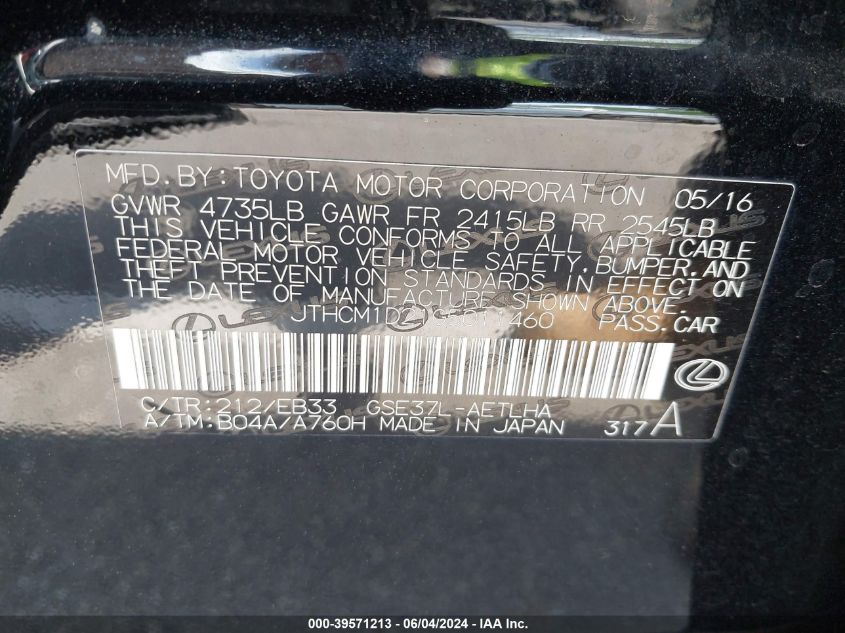 MFD. BY: TOYOTA MOTOR CORPORATION 05/16
GVWR 4735LB GAWR FR 2415LB RR 2545LB
THIS VEHICLE CONFORMS TO ALL APPLICABLE
FEDERAL MOTOR VEHICLE SAFETY, BUMPER, AND
THEFT PREVENTION STANDARDS IN EFFECT ON
THE DATE OF MANUFACTURE SHOWN ABOVE.
PASS. CAR
C/TR: 212/EB33 GSE37L-AETLHA
A/TM: B04A/A760H MADE IN JAPAN 317A
000-39571213 - 06/04/2024 - IAA Inc.